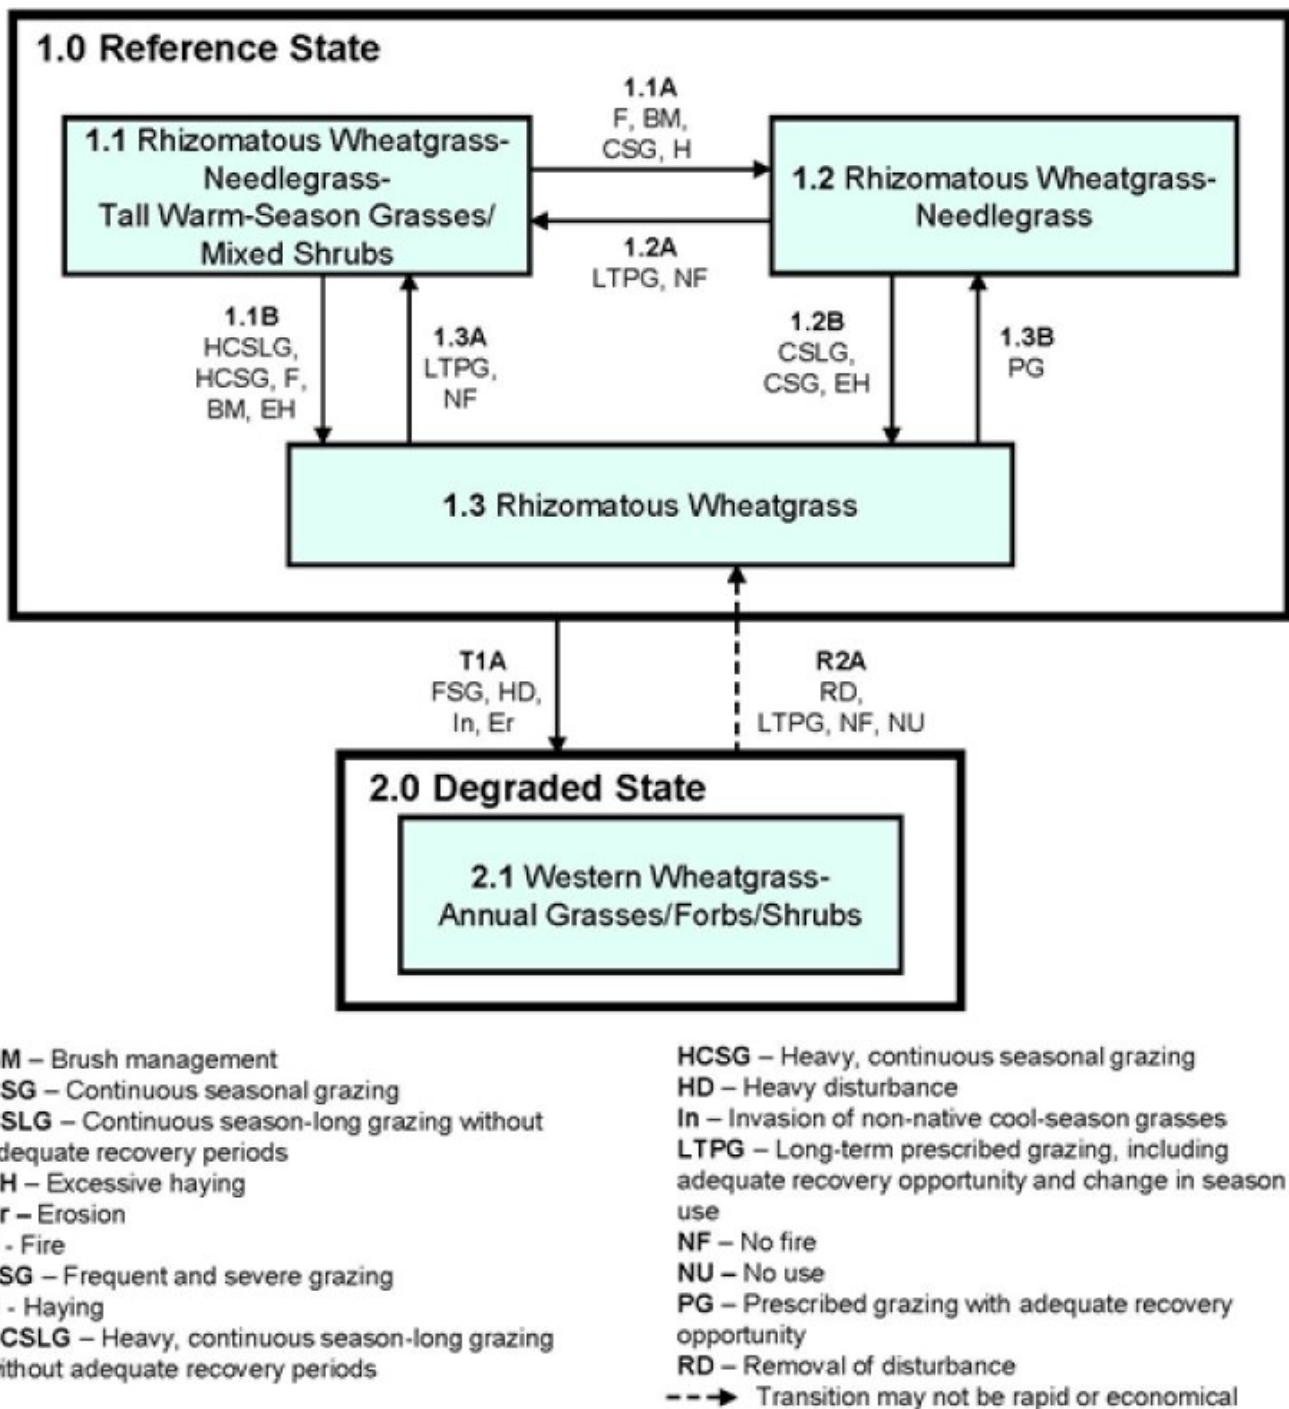 1.0 Reference State
1.1 Rhizomatous Wheatgrass-
Needlegrass-
Tall Warm-Season Grasses/
Mixed Shrubs
1.1A
F, BM,
CSG, H
1.2 Rhizomatous Wheatgrass-
Needlegrass
1.2A
LTPG, NF
1.1B
HCSLG,
HCSG, F,
BM, EH
1.3A
LTPG,
NF
1.2B
CSLG,
CSG, EH
1.3B
PG
1.3 Rhizomatous Wheatgrass
T1A
FSG, HD,
In, Er
R2A
RD,
LTPG, NF, NU
2.0 Degraded State
2.1 Western Wheatgrass-
Annual Grasses/Forbs/Shrubs
M – Brush management
SG – Continuous seasonal grazing
SLG – Continuous season-long grazing without
dequate recovery periods
H – Excessive haying
r – Erosion
- Fire
SG – Frequent and severe grazing
- Haying
CSLG – Heavy, continuous season-long grazing
ithout adequate recovery periods
HCSG – Heavy, continuous seasonal grazing
HD – Heavy disturbance
In – Invasion of non-native cool-season grasses
LTPG – Long-term prescribed grazing, including
adequate recovery opportunity and change in season
use
NF – No fire
NU – No use
PG – Prescribed grazing with adequate recovery
opportunity
RD – Removal of disturbance
Transition may not be rapid or economical